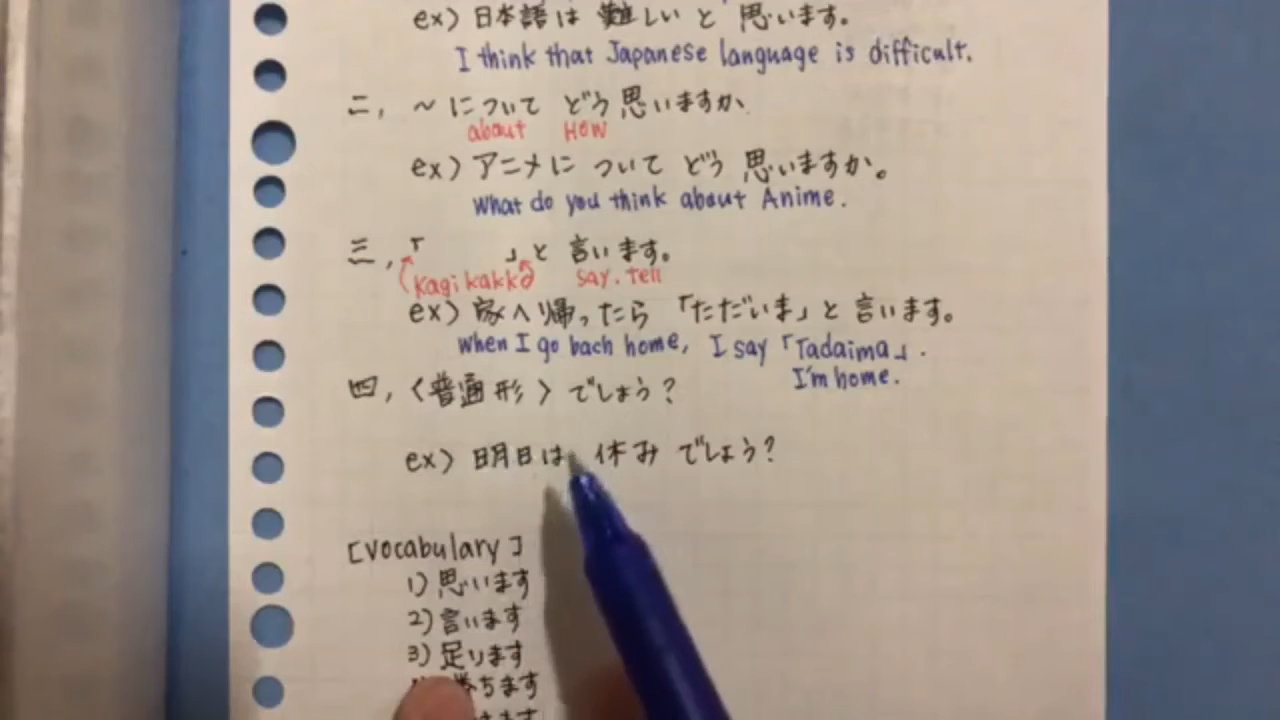 ex) 日本語は 難しい と 思います。
I think that Japanese language is difficult.
二, 〜について どう思いますか
about How
ex) アニメに ついて どう 思いますか。
What do you think about Anime.
三, 「 」と 言います。
Kagi kakko say. tell
ex) 家へ帰ったら 「ただいま」と 言います。
when I go bach home, I say 「Tadaima」.
I'm home.
四, 〈普通形〉でしょう?
ex) 明日は 休み でしょう?
[Vocabulary]
1) 思います
2) 言います
3) 足ります
勝ちます